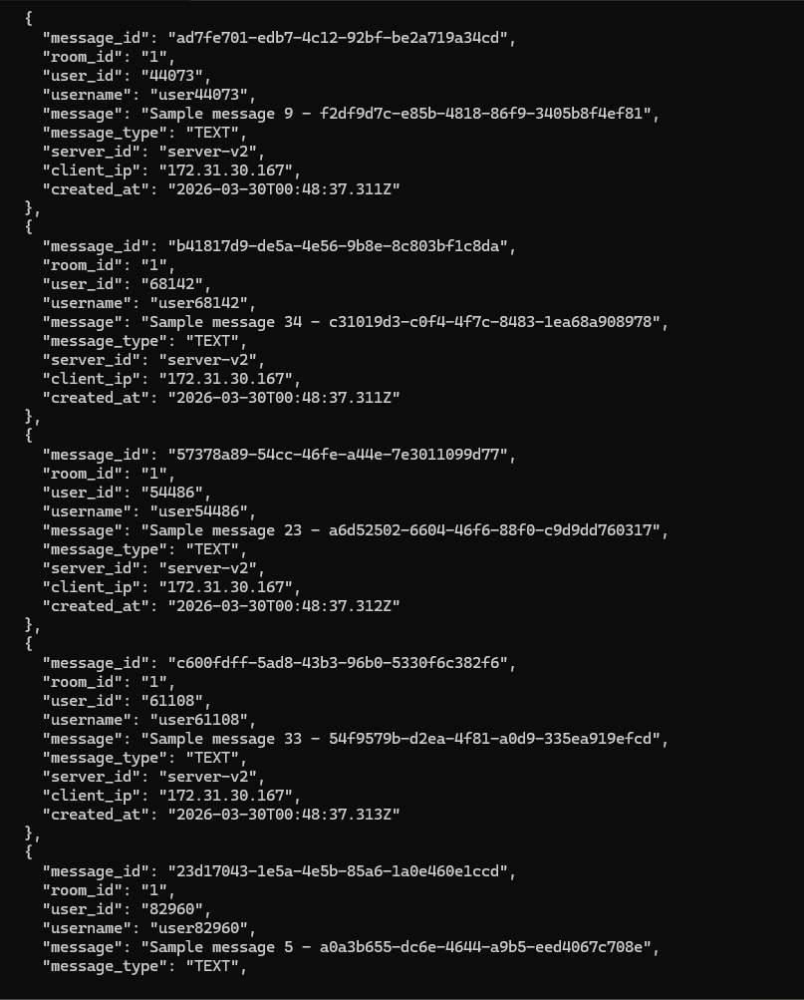 {
"message_id": "ad7fe701-edb7-4c12-92bf-be2a719a34cd",
"room_id": "1",
"user_id": "44073",
"username": "user44073",
"message": "Sample message 9 - f2df9d7c-e85b-4818-86f9-3405b8f4ef81",
"message_type": "TEXT",
"server_id": "server-v2",
"client_ip": "172.31.30.167",
"created_at": "2026-03-30T00:48:37.311Z"
},
{
"message_id": "b41817d9-de5a-4e56-9b8e-8c803bf1c8da",
"room_id": "1",
"user_id": "68142",
"username": "user68142",
"message": "Sample message 34 - c31019d3-c0f4-4f7c-8483-1ea68a908978",
"message_type": "TEXT",
"server_id": "server-v2",
"client_ip": "172.31.30.167",
"created_at": "2026-03-30T00:48:37.311Z"
},
{
"message_id": "57378a89-54cc-46fe-a44e-7e3011099d77",
"room_id": "1",
"user_id": "54486",
"username": "user54486",
"message": "Sample message 23 - a6d52502-6604-46f6-88f0-c9d9dd760317",
"message_type": "TEXT",
"server_id": "server-v2",
"client_ip": "172.31.30.167",
"created_at": "2026-03-30T00:48:37.312Z"
},
{
"message_id": "c600fdff-5ad8-43b3-96b0-5330f6c382f6",
"room_id": "1",
"user_id": "61108",
"username": "user61108",
"message": "Sample message 33 - 54f9579b-d2ea-4f81-a0d9-335ea919efcd",
"message_type": "TEXT",
"server_id": "server-v2",
"client_ip": "172.31.30.167",
"created_at": "2026-03-30T00:48:37.313Z"
},
{
"message_id": "23d17043-1e5a-4e5b-85a6-1a0e460e1ccd",
"room_id": "1",
"user_id": "82960",
"username": "user82960",
"message": "Sample message 5 - a0a3b655-dc6e-4644-a9b5-eed4067c708e",
"message_type": "TEXT",